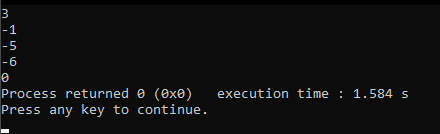 3
-1
-5
-6
0
Process returned 0 (0x0)   execution time : 1.584 s
Press any key to continue.